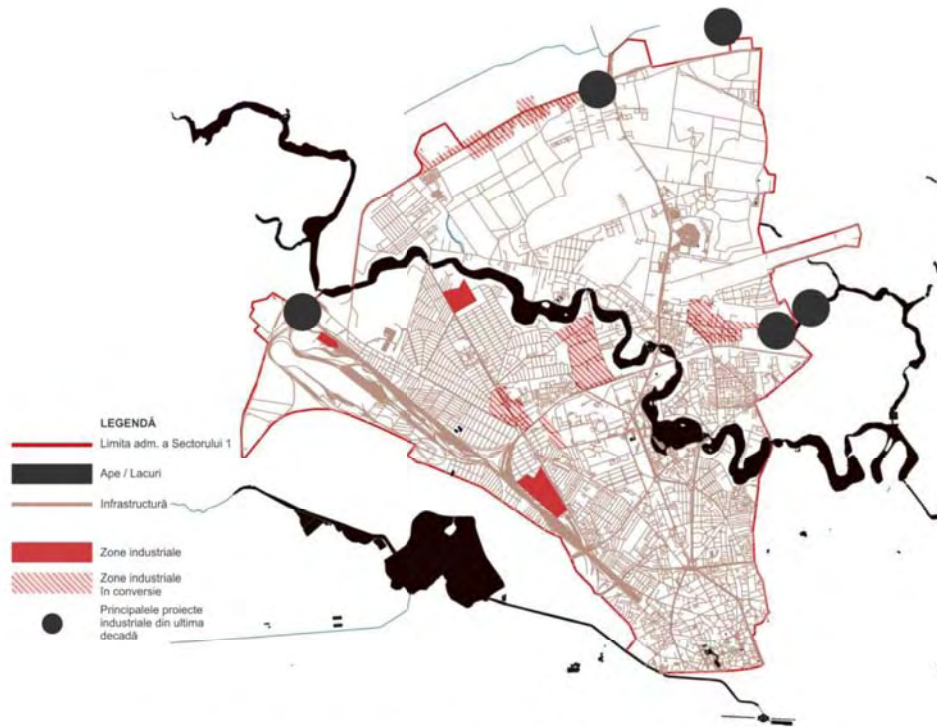 LEGENDĂ
Limita adm. a Sectorului 1
Ape / Lacuri
Infrastructură
Zone industriale
Zone industriale
în conversie
Principalele proiecte
industriale din ultima
decadă